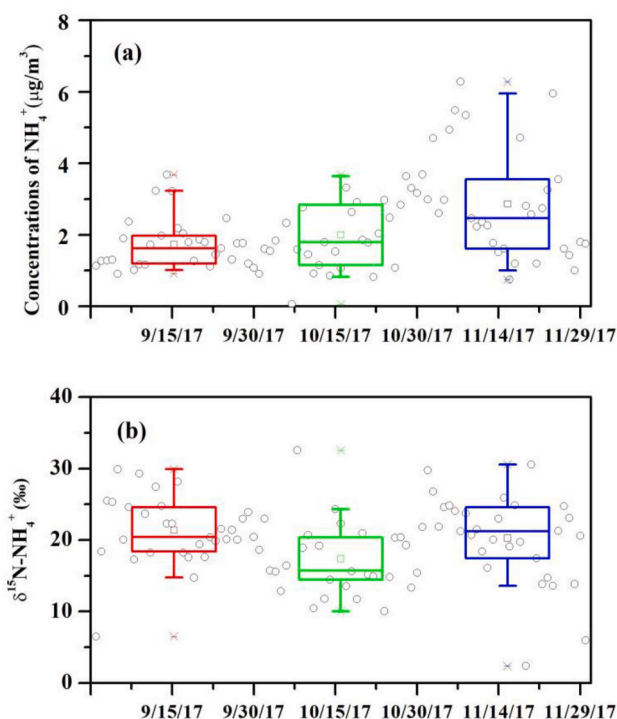 8
(a)
6
4
2
0
Concentrations of NH₄⁺(μg/m³)
9/15/17 9/30/17 10/15/17 10/30/17 11/14/17 11/29/17
40
(b)
30
20
10
0
δ¹⁵N-NH₄⁺ (‰)
9/15/17 9/30/17 10/15/17 10/30/17 11/14/17 11/29/17